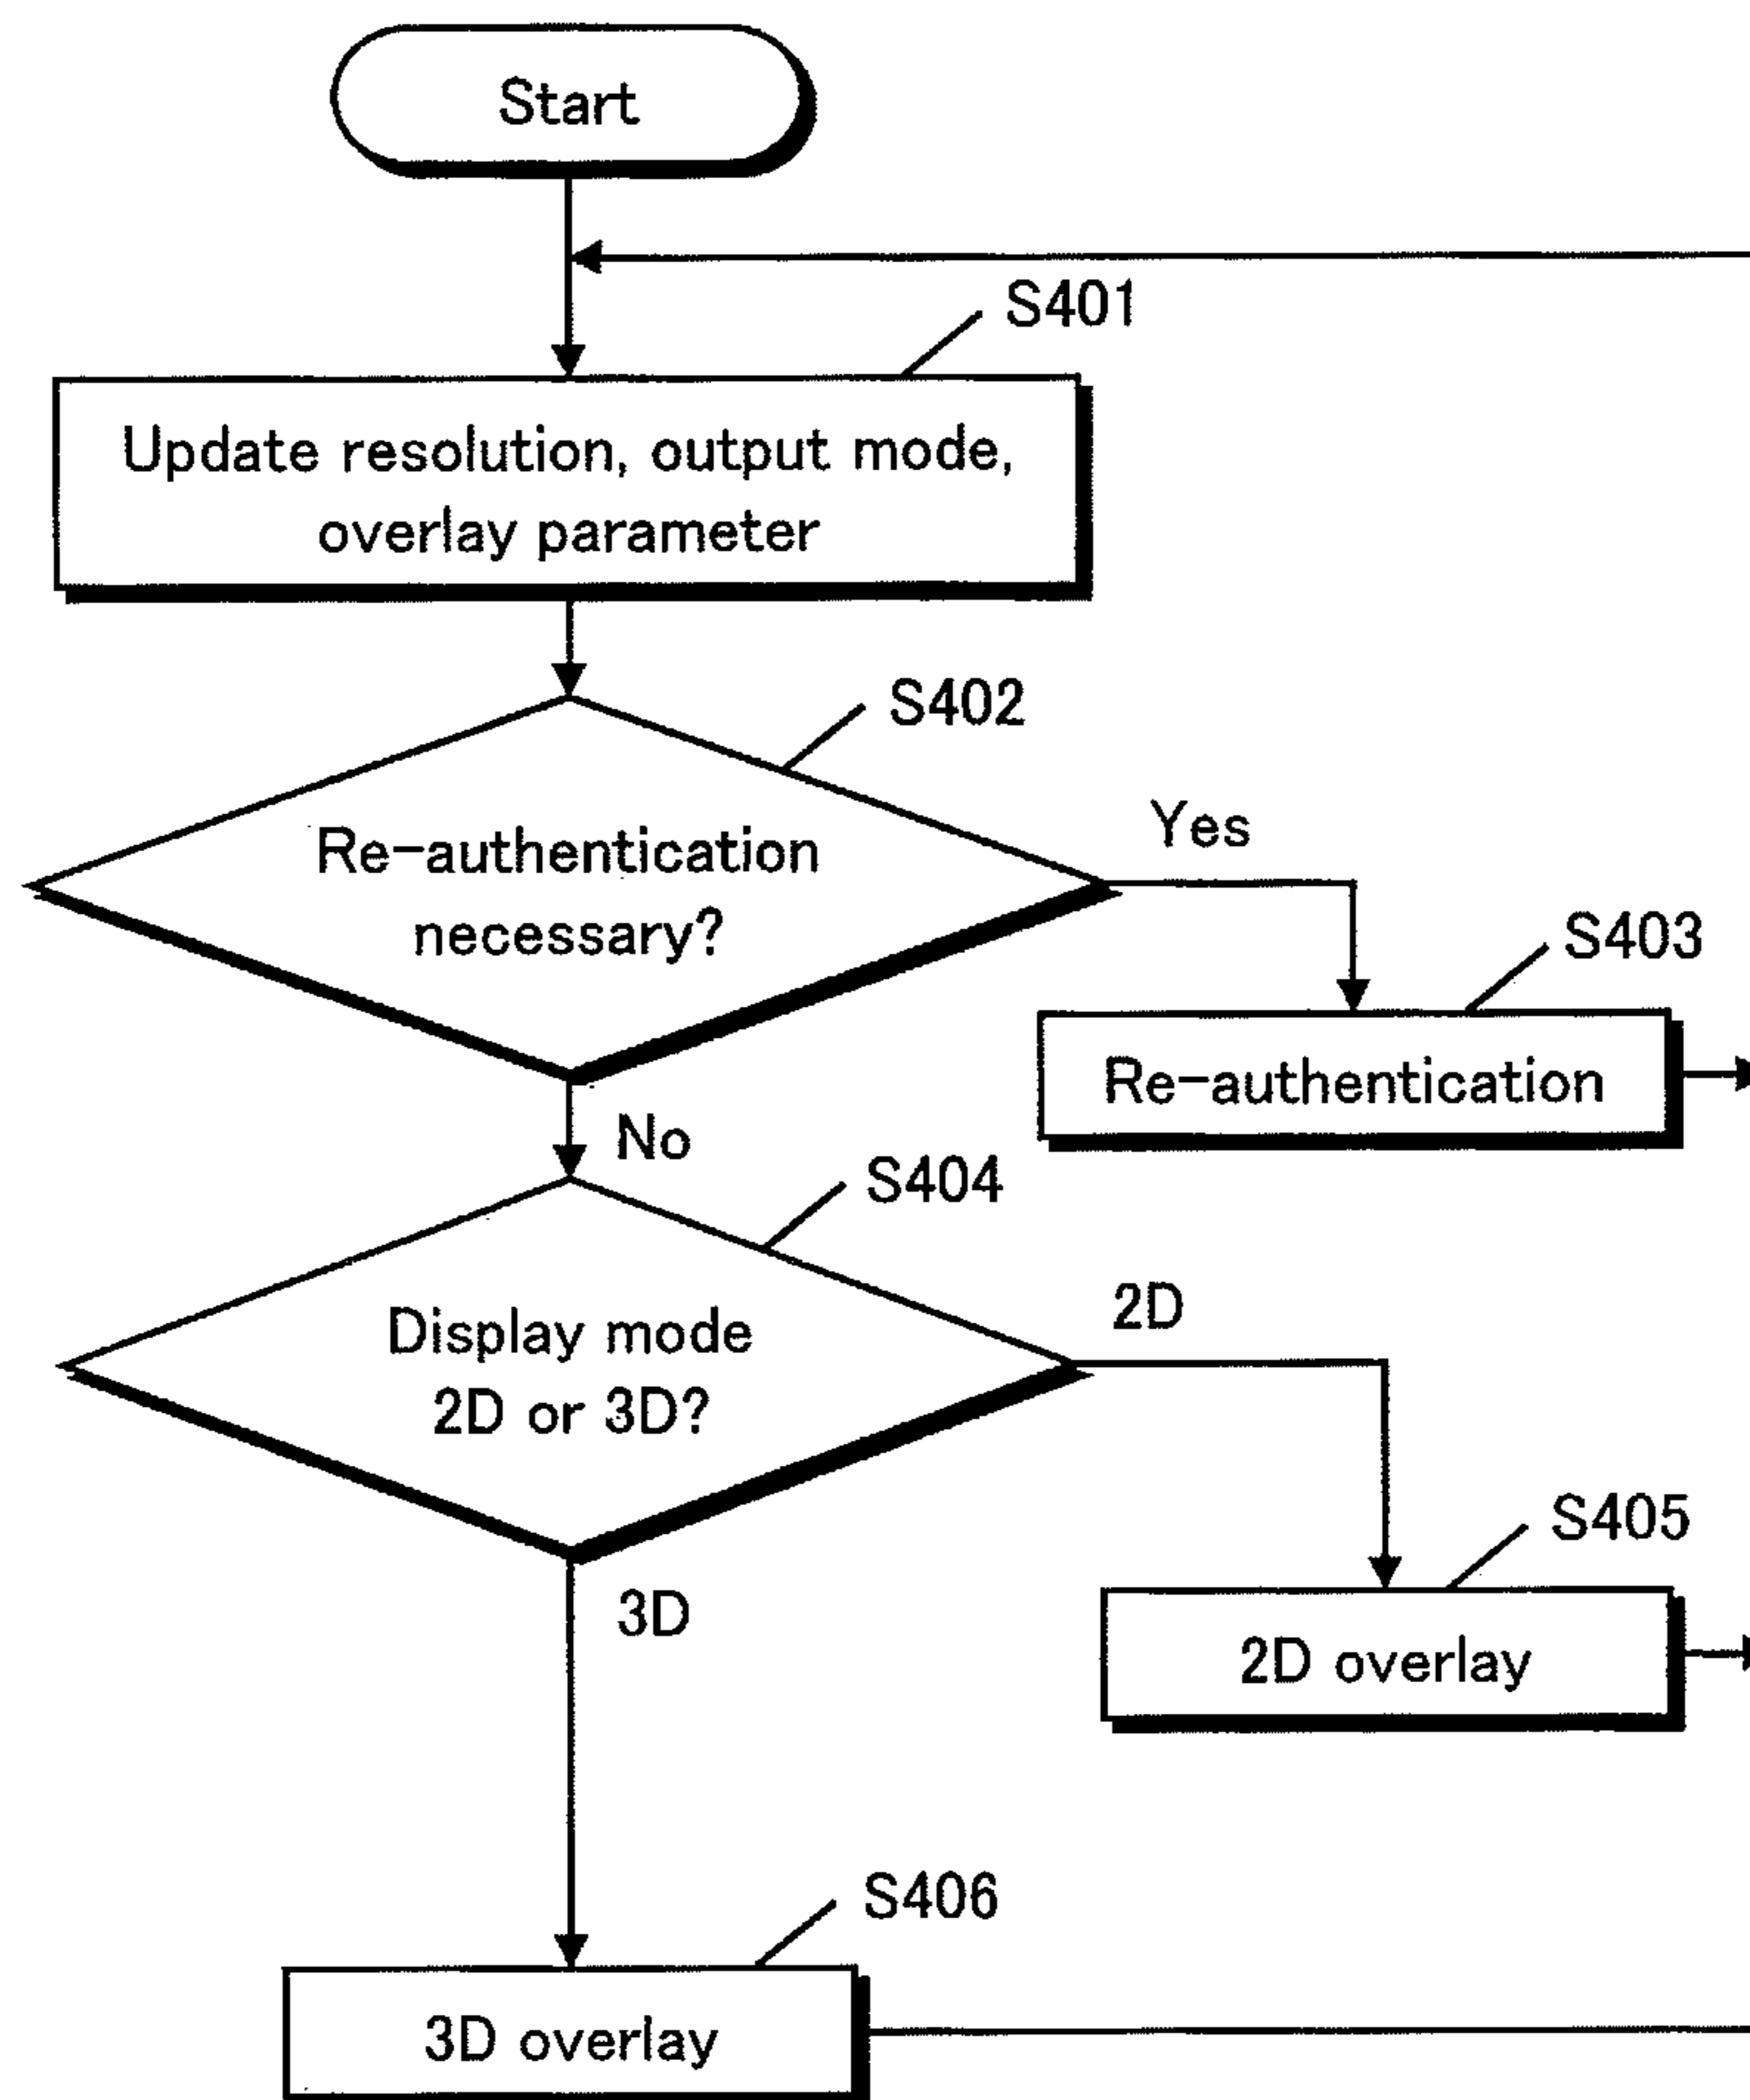 Start
S401
Update resolution, output mode,
overlay parameter
S402
Re-authentication
necessary?
Yes
S403
Re-authentication
No
S404
Display mode
2D or 3D?
2D
S405
2D overlay
3D
S406
3D overlay